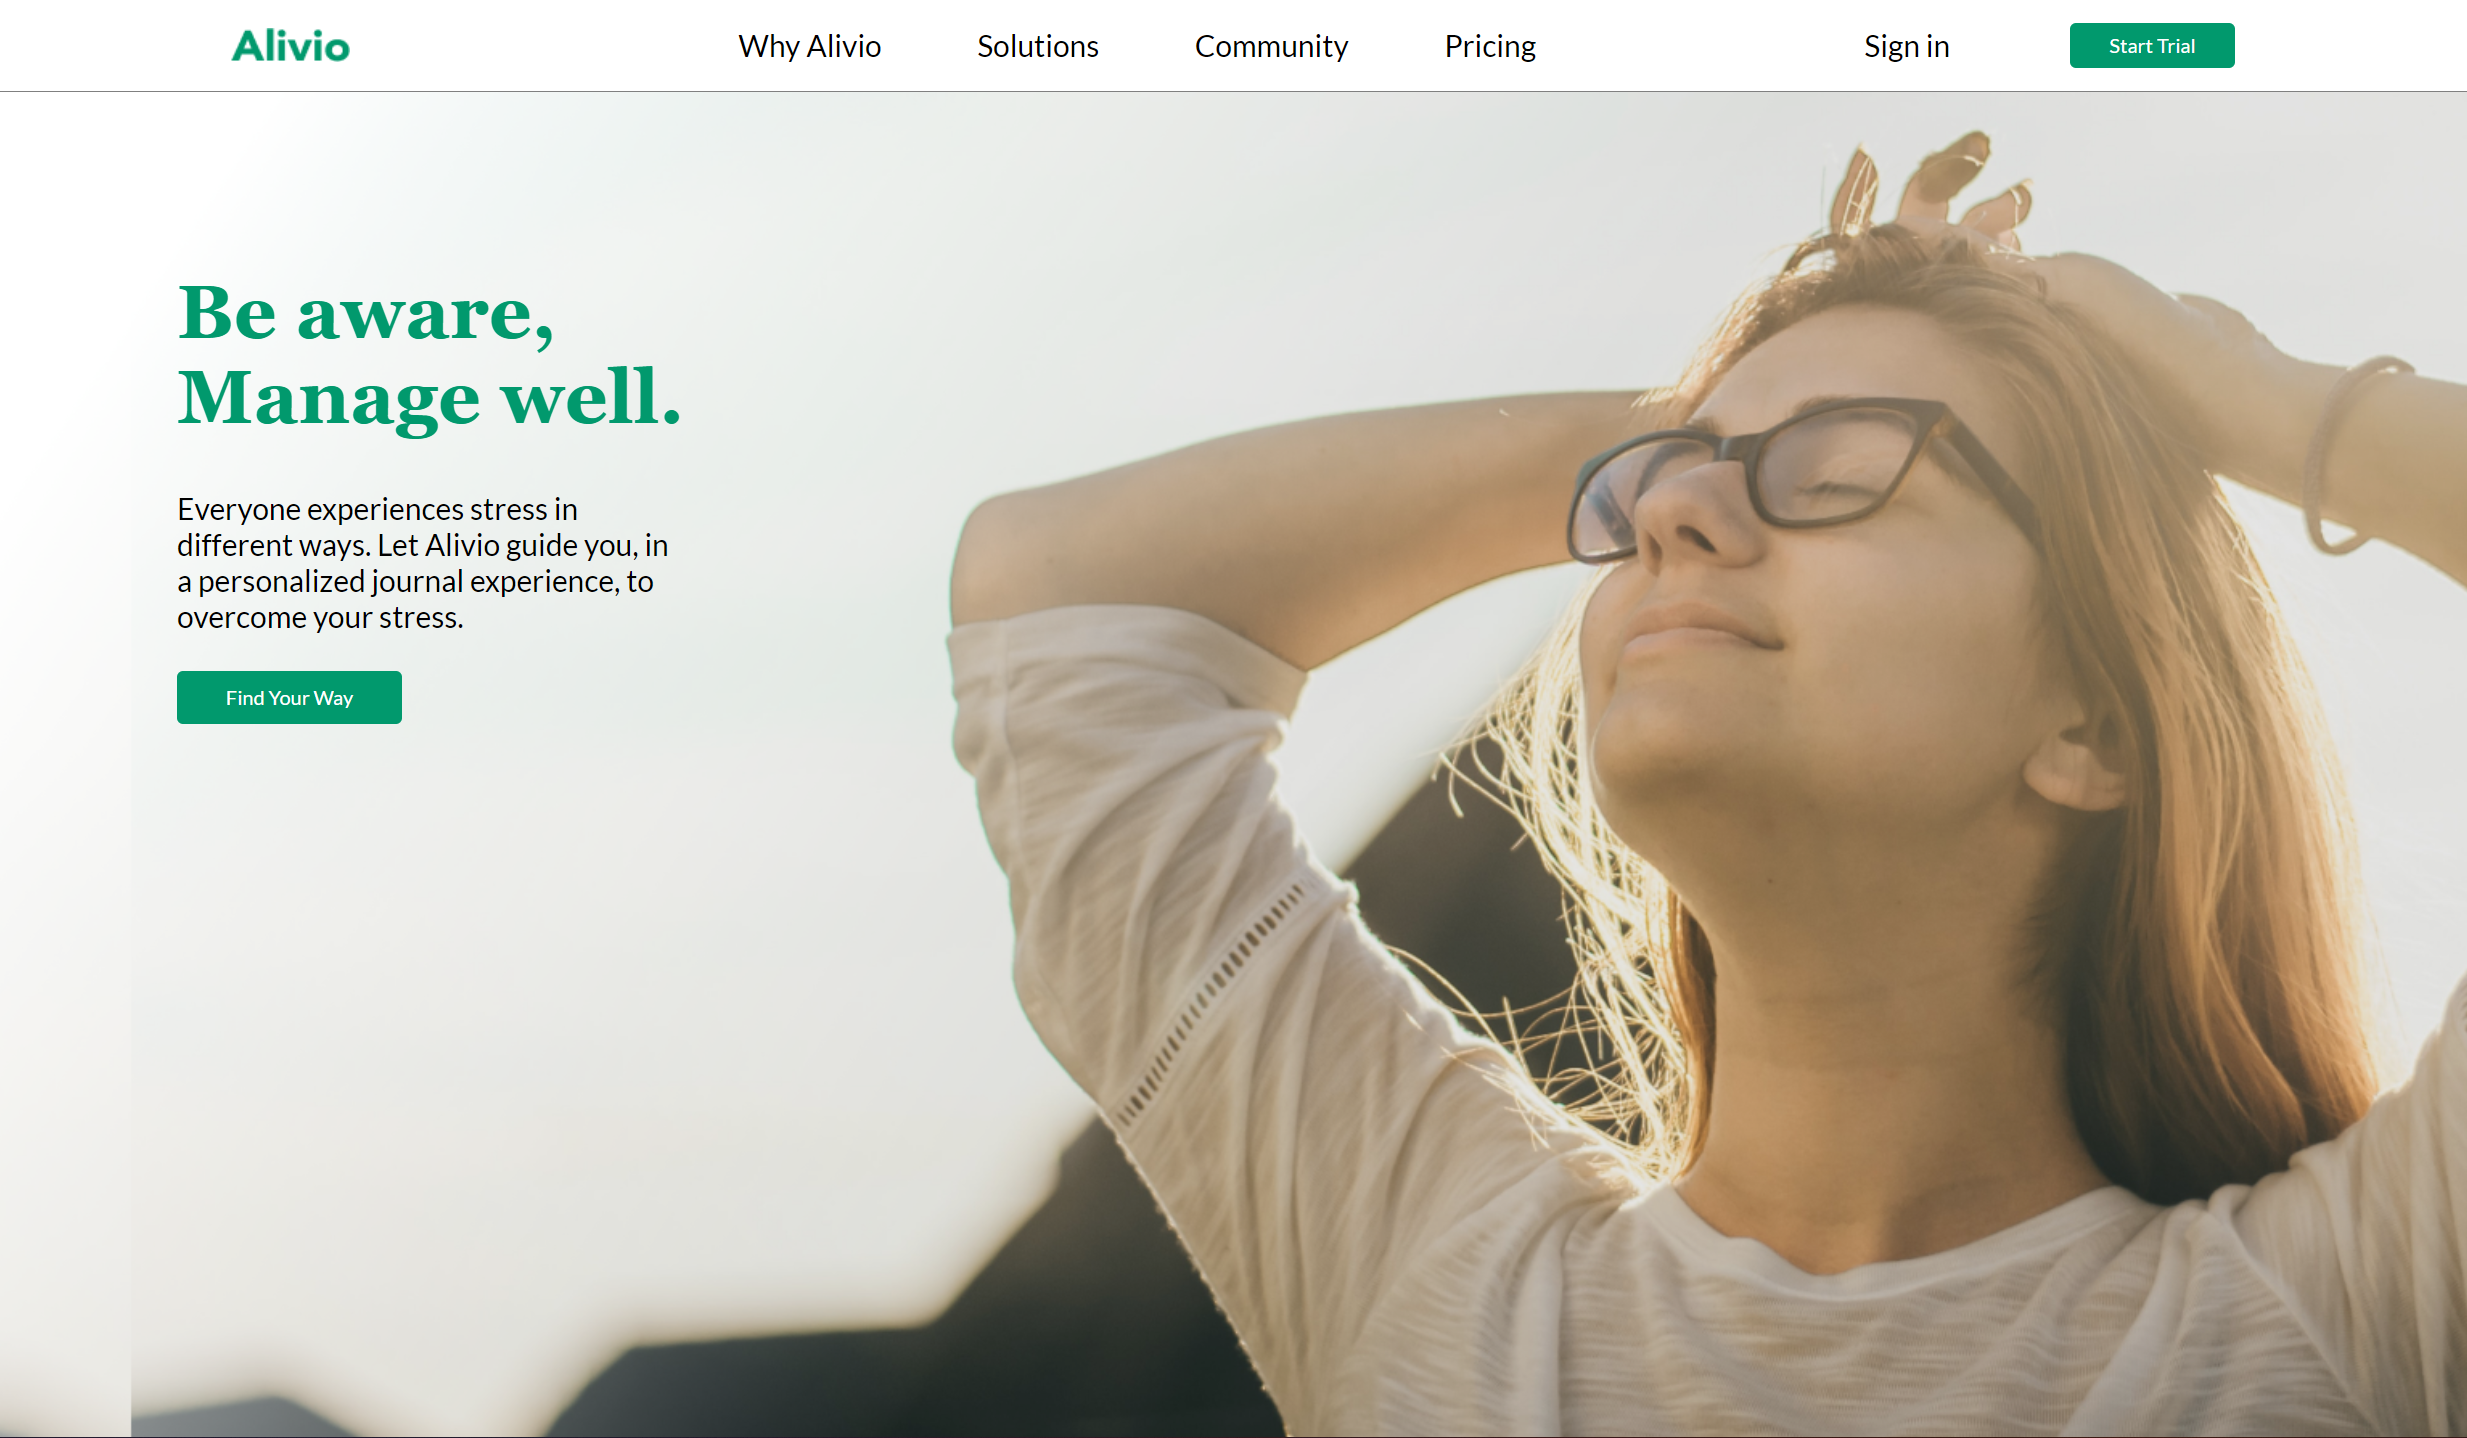 Alivio
Why Alivio
Solutions
Community
Pricing
Sign in
Start Trial
Be aware,
Manage well.
Everyone experiences stress in
different ways. Let Alivio guide you, in
a personalized journal experience, to
overcome your stress.
Find Your Way